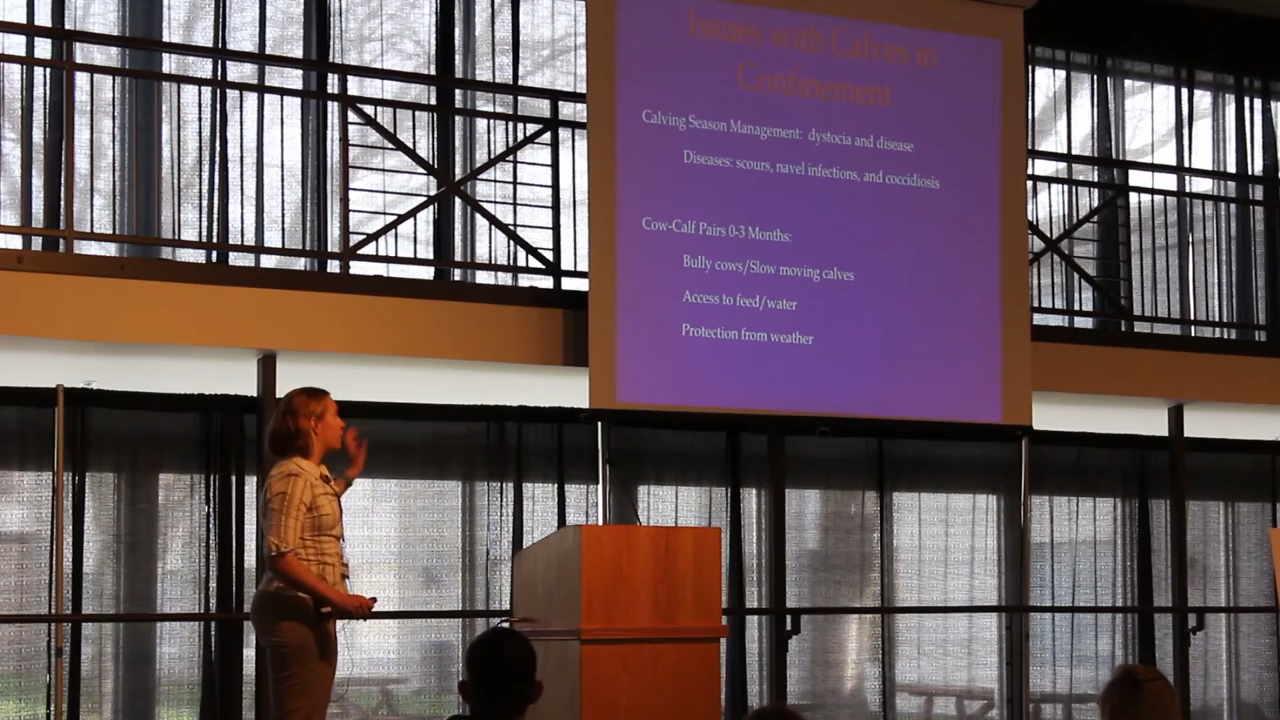 Issues with Calves in
Confinement
Calving Season Management: dystocia and disease
Diseases: scours, navel infections, and coccidiosis
Cow-Calf Pairs 0-3 Months:
Bully cows/Slow moving calves
Access to feed/water
Protection from weather